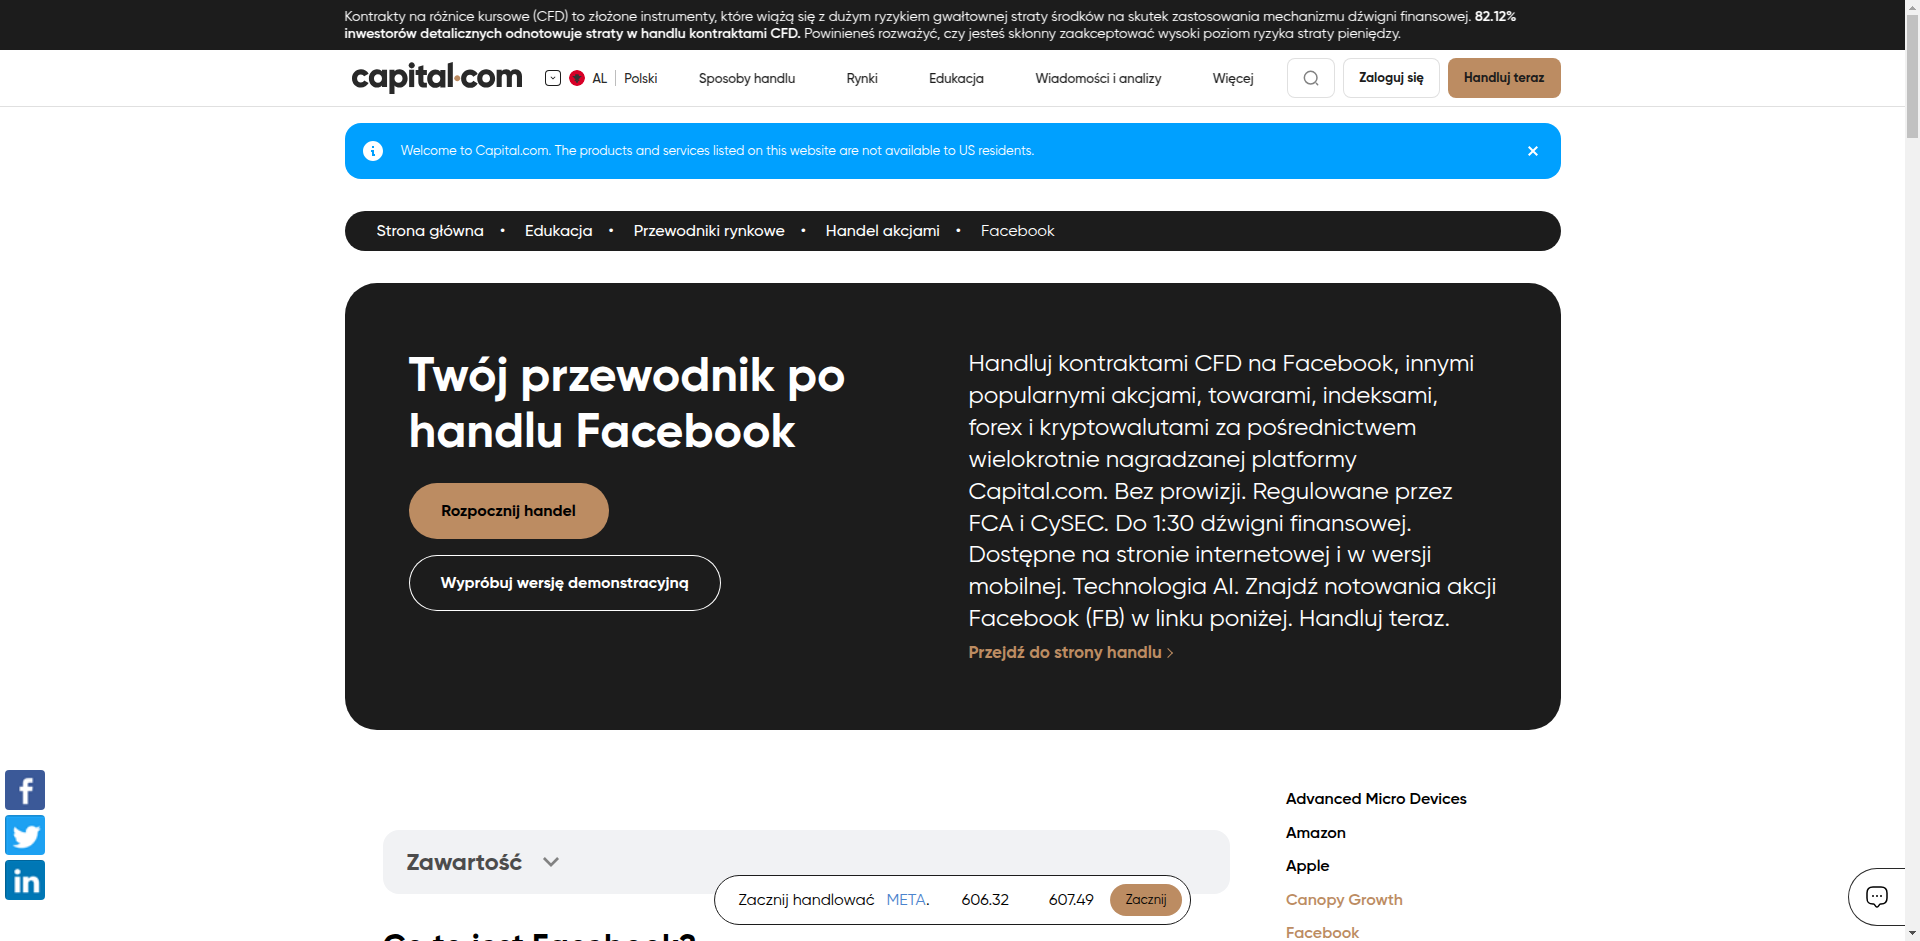 Kontrakty na różnice kursowe (CFD) to złożone instrumenty, które wiążą się z dużym ryzykiem gwałtownej straty środków na skutek zastosowania mechanizmu dźwigni finansowej. 82.12%
inwestorów detalicznych odnotowuje straty w handlu kontraktami CFD. Powinieneś rozważyć, czy jesteś skłonny zaakceptować wysoki poziom ryzyka straty pieniędzy.
capital.com AL Polski Sposoby handlu Rynki Edukacja Wiadomości i analizy Więcej Zaloguj się Handluj teraz
Welcome to Capital.com. The products and services listed on this website are not available to US residents.
Strona główna • Edukacja • Przewodniki rynkowe • Handel akcjami • Facebook
Twój przewodnik po
handlu Facebook
Rozpocznij handel
Wypróbuj wersję demonstracyjną
Handluj kontraktami CFD na Facebook, innymi
popularnymi akcjami, towarami, indeksami,
forex i kryptowalutami za pośrednictwem
wielokrotnie nagradzanej platformy
Capital.com. Bez prowizji. Regulowane przez
FCA i CySEC. Do 1:30 dźwigni finansowej.
Dostępne na stronie internetowej i w wersji
mobilnej. Technologia AI. Znajdź notowania akcji
Facebook (FB) w linku poniżej. Handluj teraz.
Przejdź do strony handlu
Zawartość
Advanced Micro Devices
Amazon
Apple
Canopy Growth
Facebook
Zacznij handlować META. 606.32 607.49 Zacznij
Co to jest Facebook?